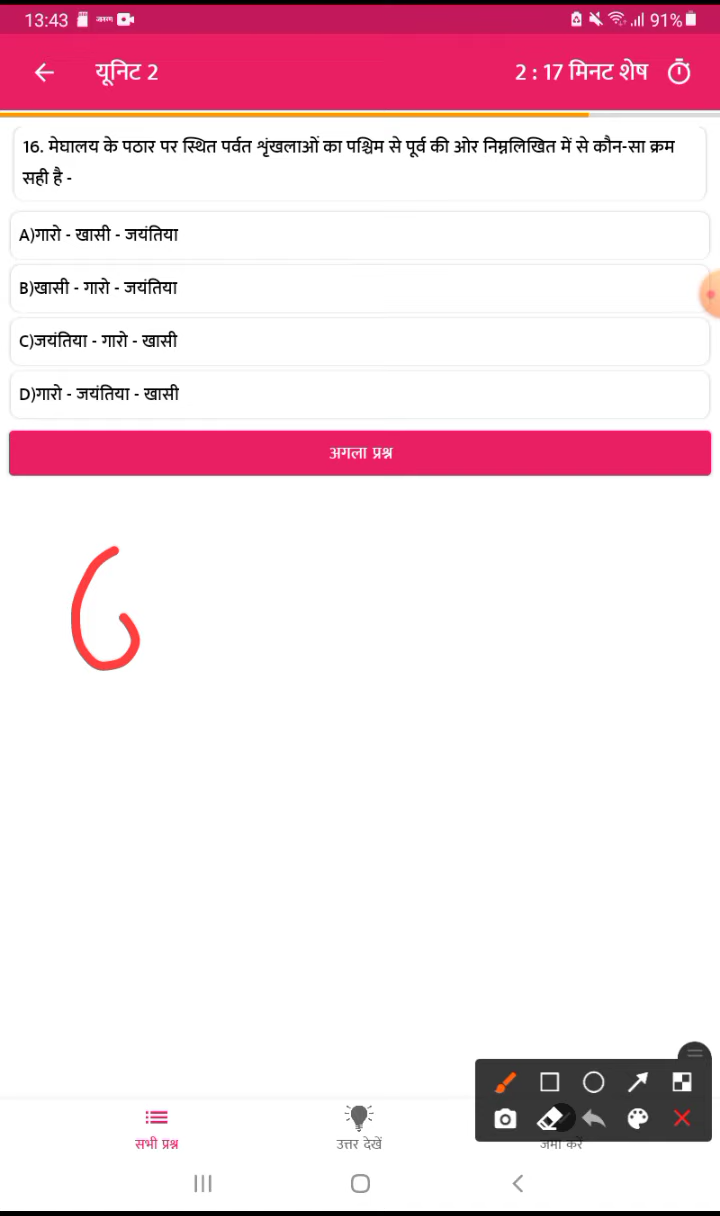 13:43 91%
यूनिट 2 2 : 17 मिनट शेष
16. मेघालय के पठार पर स्थित पर्वत शृंखलाओं का पश्चिम से पूर्व की ओर निम्नलिखित में से कौन-सा क्रम
सही है -
A)गारो - खासी - जयंतिया
B)खासी - गारो - जयंतिया
C)जयंतिया - गारो - खासी
D)गारो - जयंतिया - खासी
अगला प्रश्न
सभी प्रश्न उत्तर देखें जमा करें